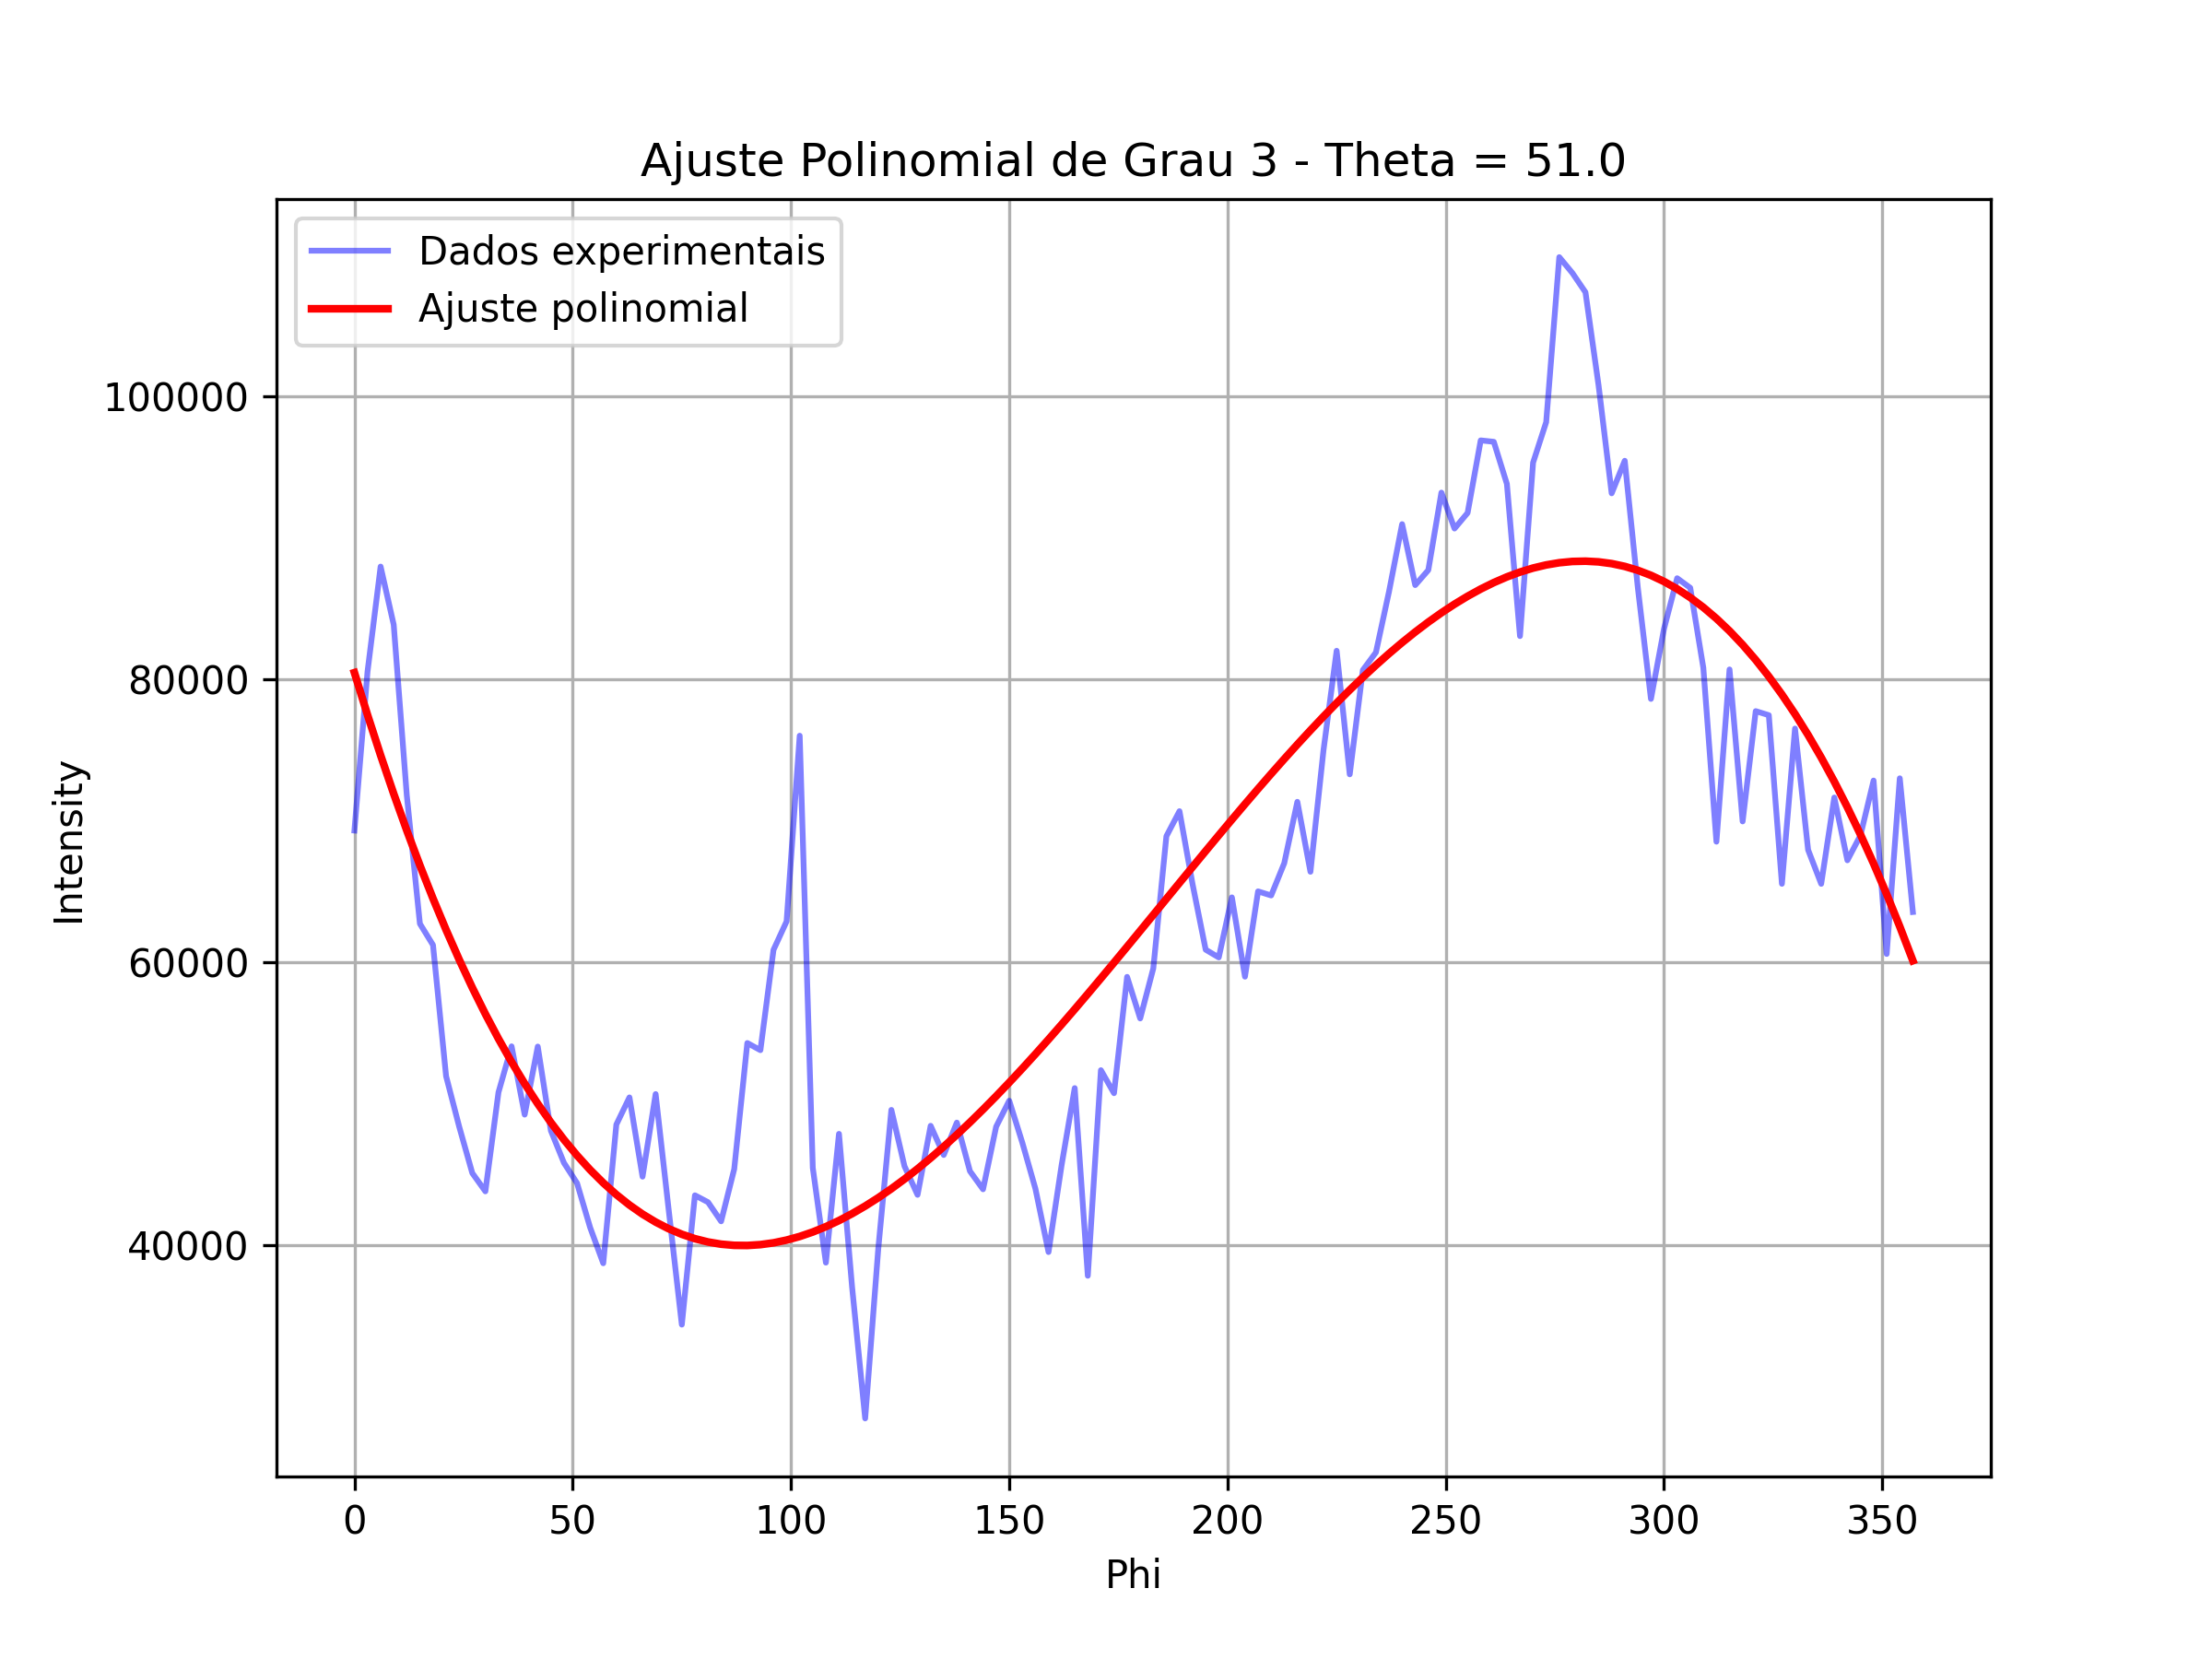 Ajuste Polinomial de Grau 3 - Theta = 51.0
Dados experimentais
Ajuste polinomial
100000
80000
60000
40000
Intensity
0 50 100 150 200 250 300 350
Phi